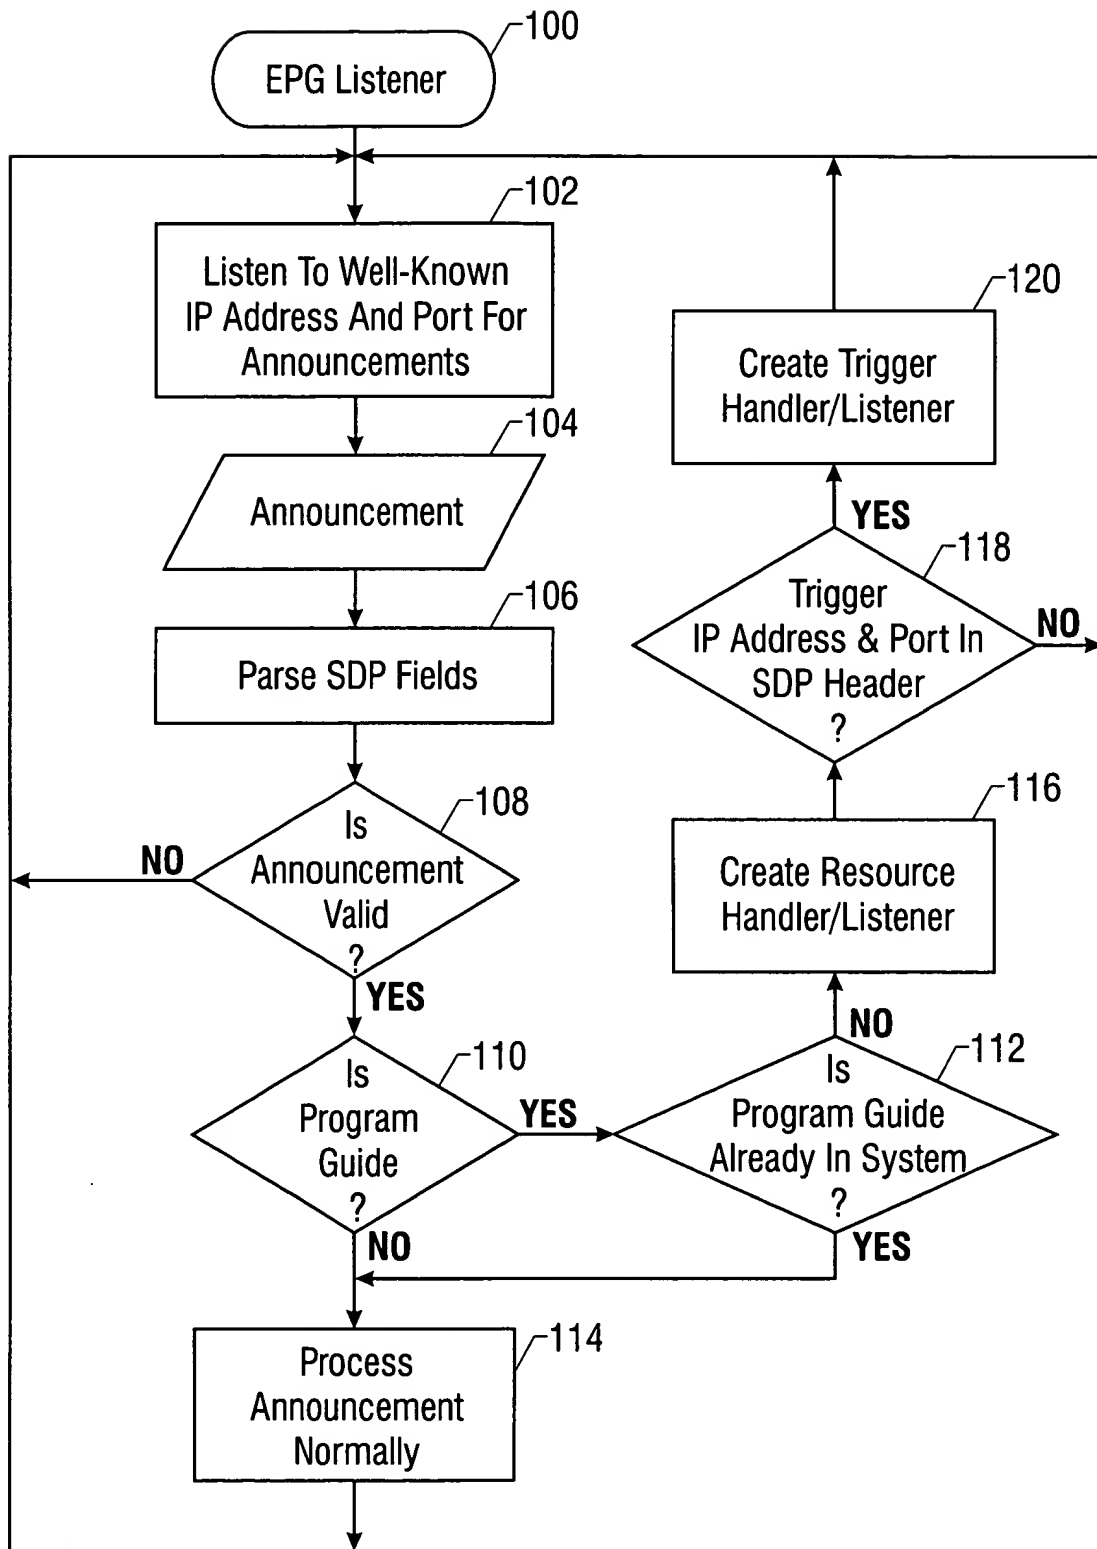 100
EPG Listener
102
Listen To Well-Known
IP Address And Port For
Announcements
104
Announcement
106
Parse SDP Fields
108
Is
Announcement
Valid
?
NO
YES
110
Is
Program
Guide
?
YES
NO
112
Is
Program Guide
Already In System
?
NO
YES
114
Process
Announcement
Normally
116
Create Resource
Handler/Listener
118
Trigger
IP Address & Port In
SDP Header
?
YES
NO
120
Create Trigger
Handler/Listener